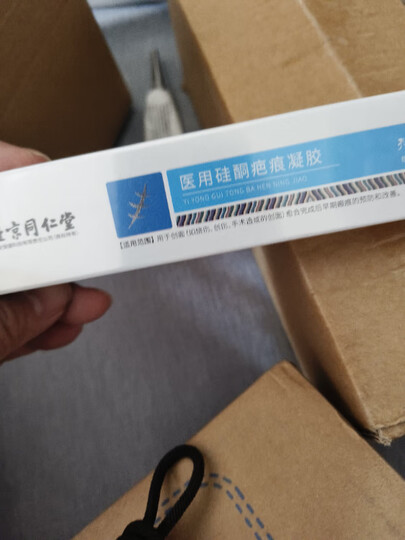 京同仁堂
医用硅酮疤痕凝胶
YI YONG GUI TONG BA HEN NING JIAO
【适用范围】用于创面(如烧伤、创伤、手术造成的创面)愈合完成后早期瘢痕的预防和改善。